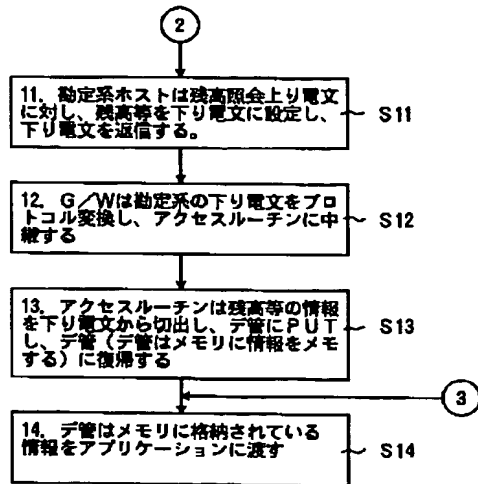 2
11. 勘定系ホストは残高照会上り電文
に対し、残高等を下り電文に設定し、
下り電文を返信する。
S11
12. G/Wは勘定系の下り電文をプロ
トコル変換し、アクセスルーチンに中
継する
S12
13. アクセスルーチンは残高等の情報
を下り電文から切出し、デ管にPUT
し、デ管(デ管はメモリに情報をメモ
する)に復帰する
S13
3
14. デ管はメモリに格納されている
情報をアプリケーションに渡す
S14